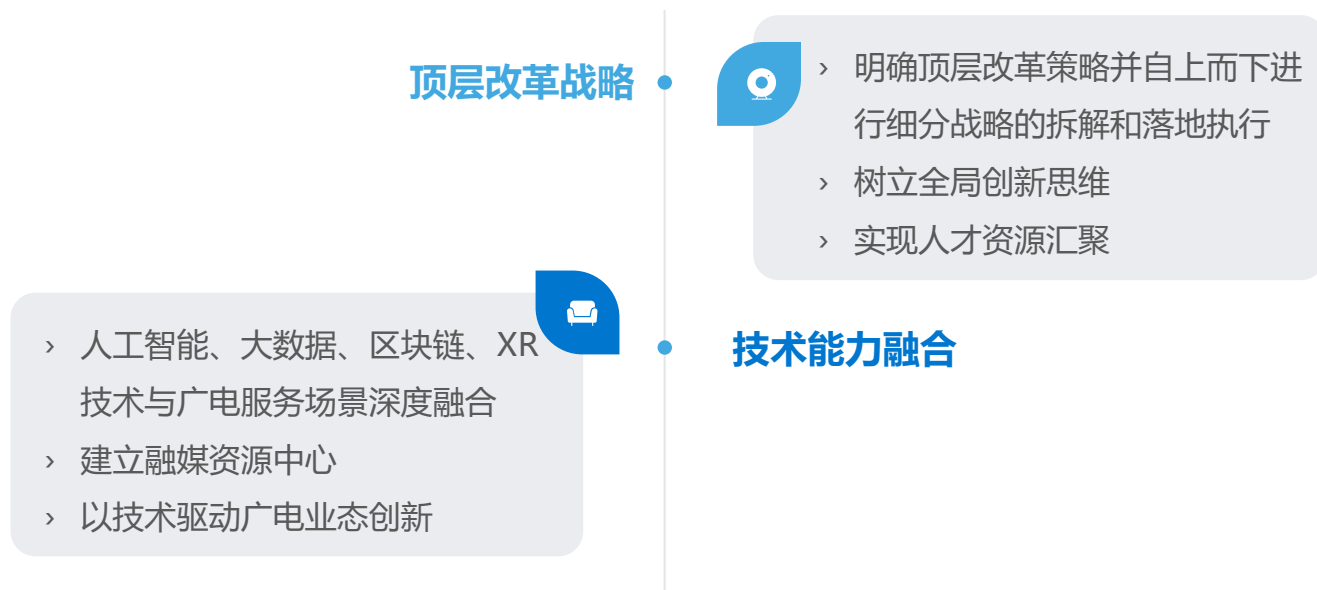 顶层改革战略
› 明确顶层改革策略并自上而下进
行细分战略的拆解和落地执行
› 树立全局创新思维
› 实现人才资源汇聚
技术能力融合
› 人工智能、大数据、区块链、XR
技术与广电服务场景深度融合
› 建立融媒资源中心
› 以技术驱动广电业态创新